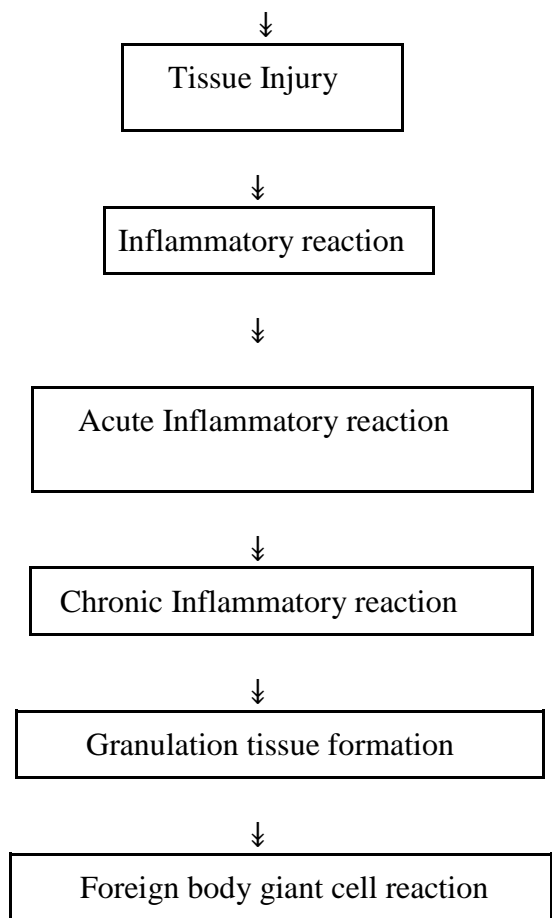 Tissue Injury
Inflammatory reaction
Acute Inflammatory reaction
Chronic Inflammatory reaction
Granulation tissue formation
Foreign body giant cell reaction